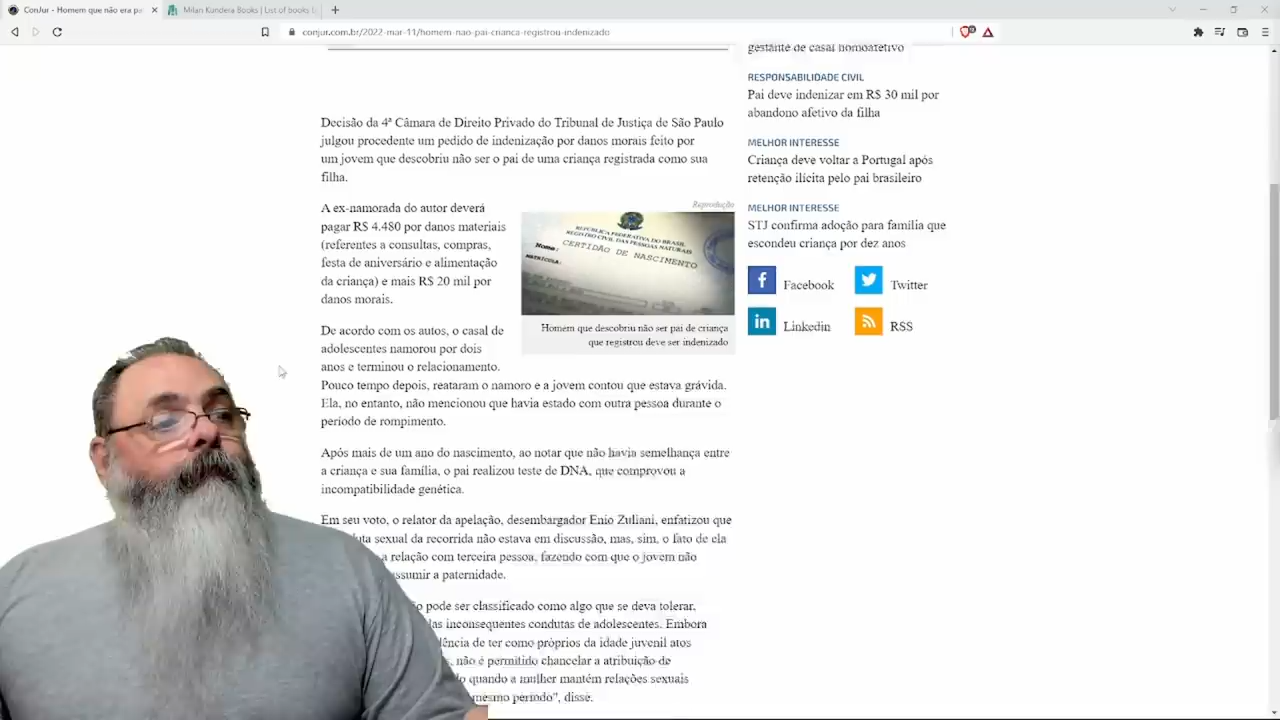 ConJur - Homem que não era pa
Milan Kundera Books | List of books
conjur.com.br/2022-mar-11/homem-nao-pai-crianca-registrou-indenizado
gestante de casal homoafetivo
RESPONSABILIDADE CIVIL
Pai deve indenizar em R$ 30 mil por
abandono afetivo da filha
MELHOR INTERESSE
Criança deve voltar a Portugal após
retenção ilícita pelo pai brasileiro
MELHOR INTERESSE
STJ confirma adoção para família que
escondeu criança por dez anos
Facebook
Twitter
Linkedin
RSS
Decisão da 4ª Câmara de Direito Privado do Tribunal de Justiça de São Paulo
julgou procedente um pedido de indenização por danos morais feito por
um jovem que descobriu não ser o pai de uma criança registrada como sua
filha.
A ex-namorada do autor deverá
pagar R$ 4.480 por danos materiais
(referentes a consultas, compras,
festa de aniversário e alimentação
da criança) e mais R$ 20 mil por
danos morais.
Reprodução
REPÚBLICA FEDERATIVA DO BRASIL
REGISTRO CIVIL DAS PESSOAS NATURAIS
CERTIDÃO DE NASCIMENTO
Nome:
MATRÍCULA:
Homem que descobriu não ser pai de criança
que registrou deve ser indenizado
De acordo com os autos, o casal de
adolescentes namorou por dois
anos e terminou o relacionamento.
Pouco tempo depois, reataram o namoro e a jovem contou que estava grávida.
Ela, no entanto, não mencionou que havia estado com outra pessoa durante o
período de rompimento.
Após mais de um ano do nascimento, ao notar que não havia semelhança entre
a criança e sua família, o pai realizou teste de DNA, que comprovou a
incompatibilidade genética.
Em seu voto, o relator da apelação, desembargador Enio Zuliani, enfatizou que
uta sexual da recorrida não estava em discussão, mas, sim, o fato de ela
a relação com terceira pessoa, fazendo com que o jovem não
ssumir a paternidade.
o pode ser classificado como algo que se deva tolerar,
las inconsequentes condutas de adolescentes. Embora
dência de ter como próprios da idade juvenil atos
, não é permitido chancelar a atribuição de
o quando a mulher mantém relações sexuais
mesmo período", disse.